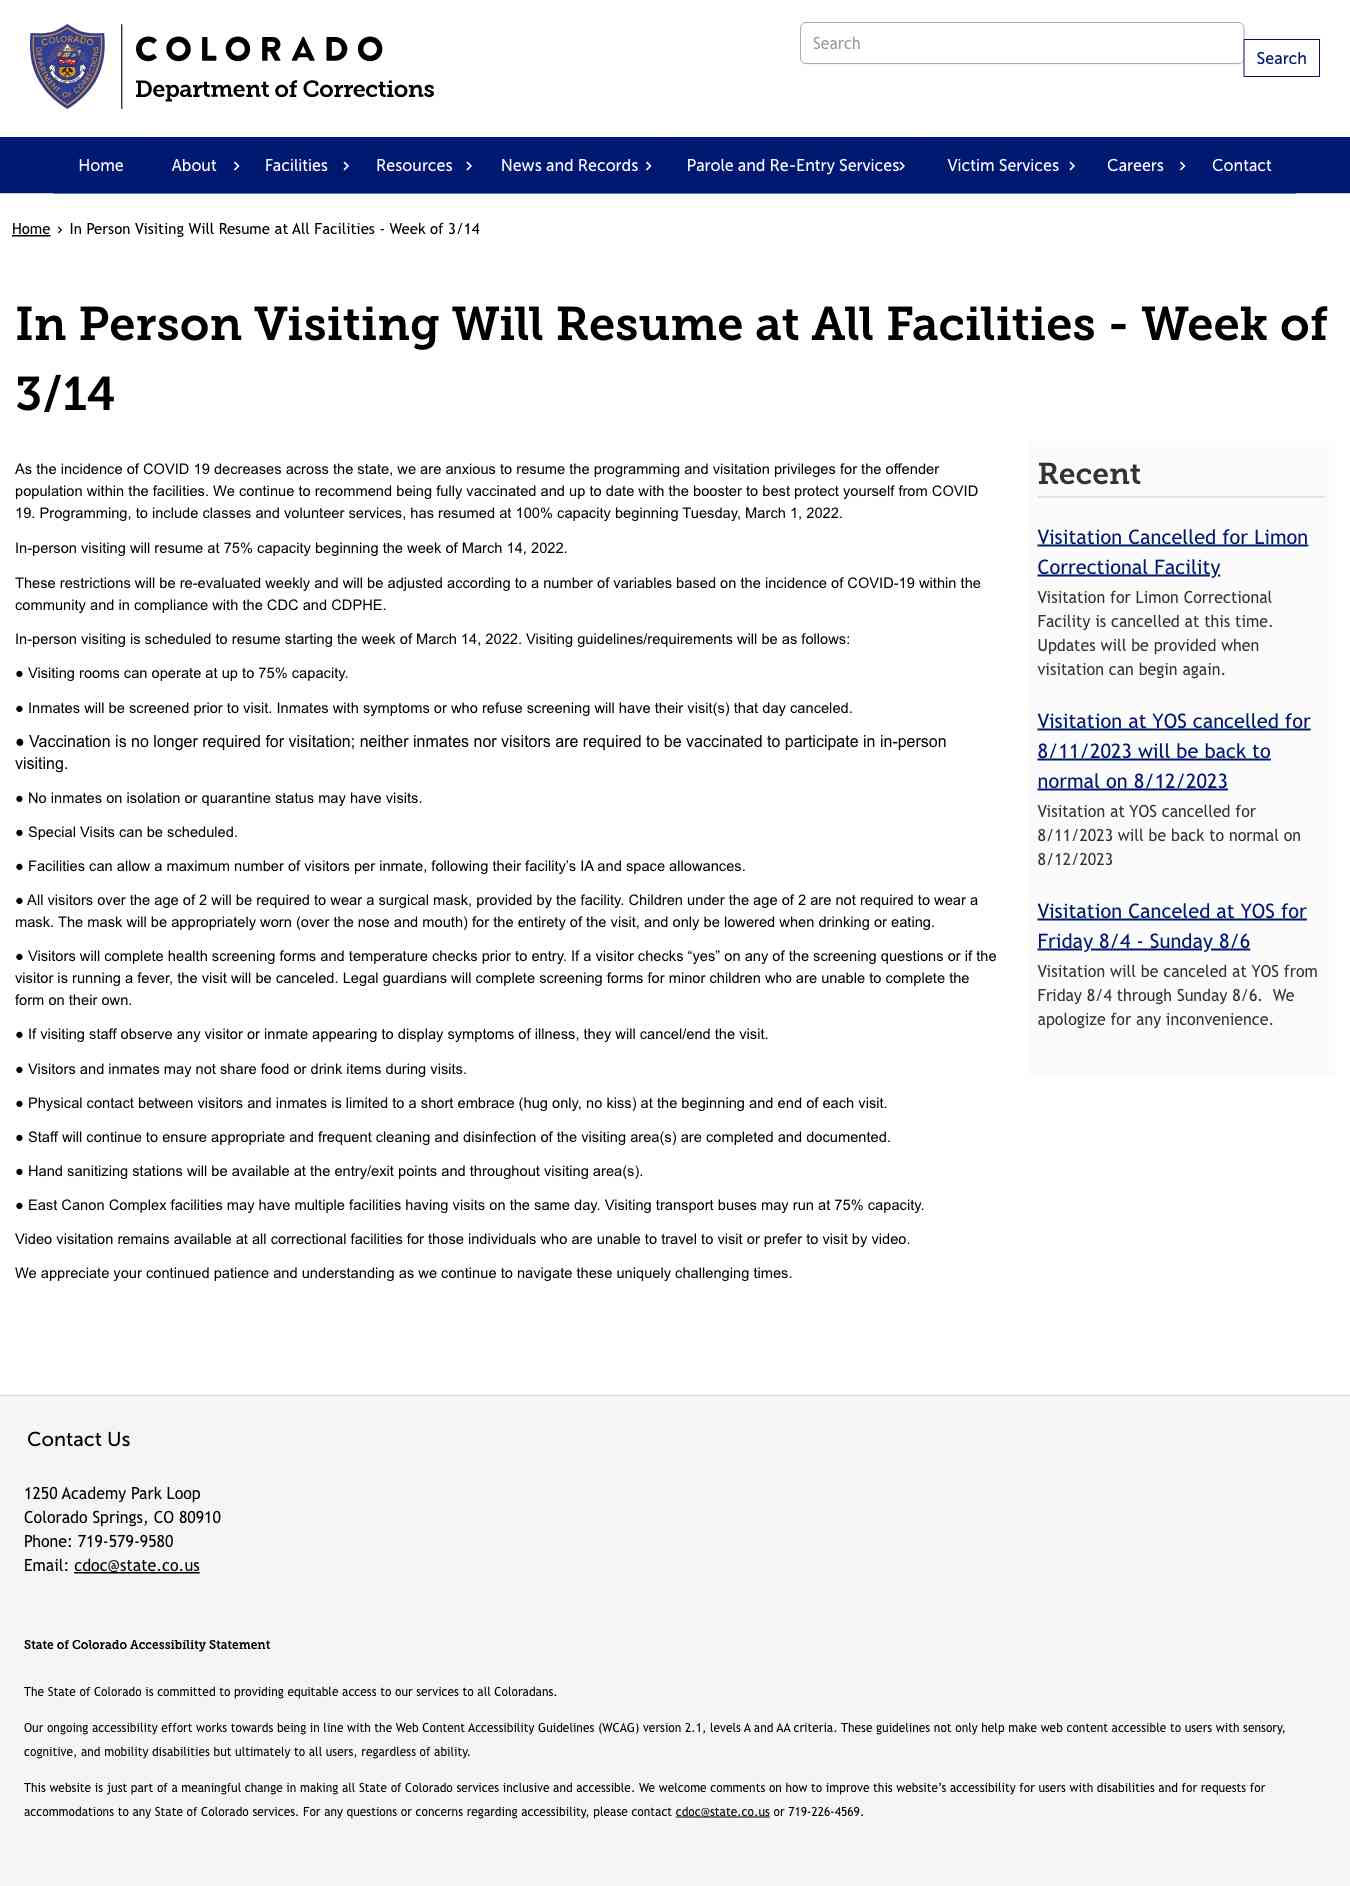 COLORADO
Department of Corrections
Search
Search
Home
About
Facilities
Resources
News and Records
Parole and Re-Entry Services
Victim Services
Careers
Contact
Home › In Person Visiting Will Resume at All Facilities - Week of 3/14
In Person Visiting Will Resume at All Facilities - Week of
3/14
As the incidence of COVID 19 decreases across the state, we are anxious to resume the programming and visitation privileges for the offender
population within the facilities. We continue to recommend being fully vaccinated and up to date with the booster to best protect yourself from COVID
19. Programming, to include classes and volunteer services, has resumed at 100% capacity beginning Tuesday, March 1, 2022.
In-person visiting will resume at 75% capacity beginning the week of March 14, 2022.
These restrictions will be re-evaluated weekly and will be adjusted according to a number of variables based on the incidence of COVID-19 within the
community and in compliance with the CDC and CDPHE.
In-person visiting is scheduled to resume starting the week of March 14, 2022. Visiting guidelines/requirements will be as follows:
● Visiting rooms can operate at up to 75% capacity.
● Inmates will be screened prior to visit. Inmates with symptoms or who refuse screening will have their visit(s) that day canceled.
● Vaccination is no longer required for visitation; neither inmates nor visitors are required to be vaccinated to participate in in-person
visiting.
● No inmates on isolation or quarantine status may have visits.
● Special Visits can be scheduled.
● Facilities can allow a maximum number of visitors per inmate, following their facility’s IA and space allowances.
● All visitors over the age of 2 will be required to wear a surgical mask, provided by the facility. Children under the age of 2 are not required to wear a
mask. The mask will be appropriately worn (over the nose and mouth) for the entirety of the visit, and only be lowered when drinking or eating.
● Visitors will complete health screening forms and temperature checks prior to entry. If a visitor checks “yes” on any of the screening questions or if the
visitor is running a fever, the visit will be canceled. Legal guardians will complete screening forms for minor children who are unable to complete the
form on their own.
● If visiting staff observe any visitor or inmate appearing to display symptoms of illness, they will cancel/end the visit.
● Visitors and inmates may not share food or drink items during visits.
● Physical contact between visitors and inmates is limited to a short embrace (hug only, no kiss) at the beginning and end of each visit.
● Staff will continue to ensure appropriate and frequent cleaning and disinfection of the visiting area(s) are completed and documented.
● Hand sanitizing stations will be available at the entry/exit points and throughout visiting area(s).
● East Canon Complex facilities may have multiple facilities having visits on the same day. Visiting transport buses may run at 75% capacity.
Video visitation remains available at all correctional facilities for those individuals who are unable to travel to visit or prefer to visit by video.
We appreciate your continued patience and understanding as we continue to navigate these uniquely challenging times.
Recent
Visitation Cancelled for Limon
Correctional Facility
Visitation for Limon Correctional
Facility is cancelled at this time.
Updates will be provided when
visitation can begin again.
Visitation at YOS cancelled for
8/11/2023 will be back to
normal on 8/12/2023
Visitation at YOS cancelled for
8/11/2023 will be back to normal on
8/12/2023
Visitation Canceled at YOS for
Friday 8/4 - Sunday 8/6
Visitation will be canceled at YOS from
Friday 8/4 through Sunday 8/6. We
apologize for any inconvenience.
Contact Us
1250 Academy Park Loop
Colorado Springs, CO 80910
Phone: 719-579-9580
Email: cdoc@state.co.us
State of Colorado Accessibility Statement
The State of Colorado is committed to providing equitable access to our services to all Coloradans.
Our ongoing accessibility effort works towards being in line with the Web Content Accessibility Guidelines (WCAG) version 2.1, levels A and AA criteria. These guidelines not only help make web content accessible to users with sensory,
cognitive, and mobility disabilities but ultimately to all users, regardless of ability.
This website is just part of a meaningful change in making all State of Colorado services inclusive and accessible. We welcome comments on how to improve this website’s accessibility for users with disabilities and for requests for
accommodations to any State of Colorado services. For any questions or concerns regarding accessibility, please contact cdoc@state.co.us or 719-226-4569.